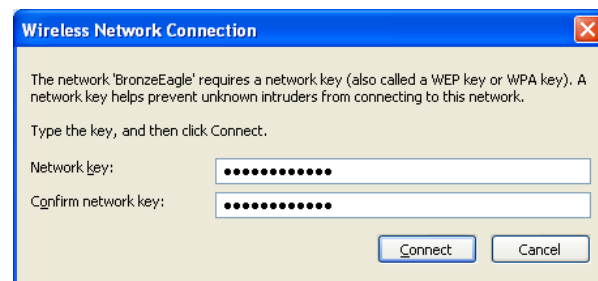 Wireless Network Connection
The network 'BronzeEagle' requires a network key (also called a WEP key or WPA key). A
network key helps prevent unknown intruders from connecting to this network.
Type the key, and then click Connect.
Network key: ••••••••••••
Confirm network key: ••••••••••••
Connect Cancel